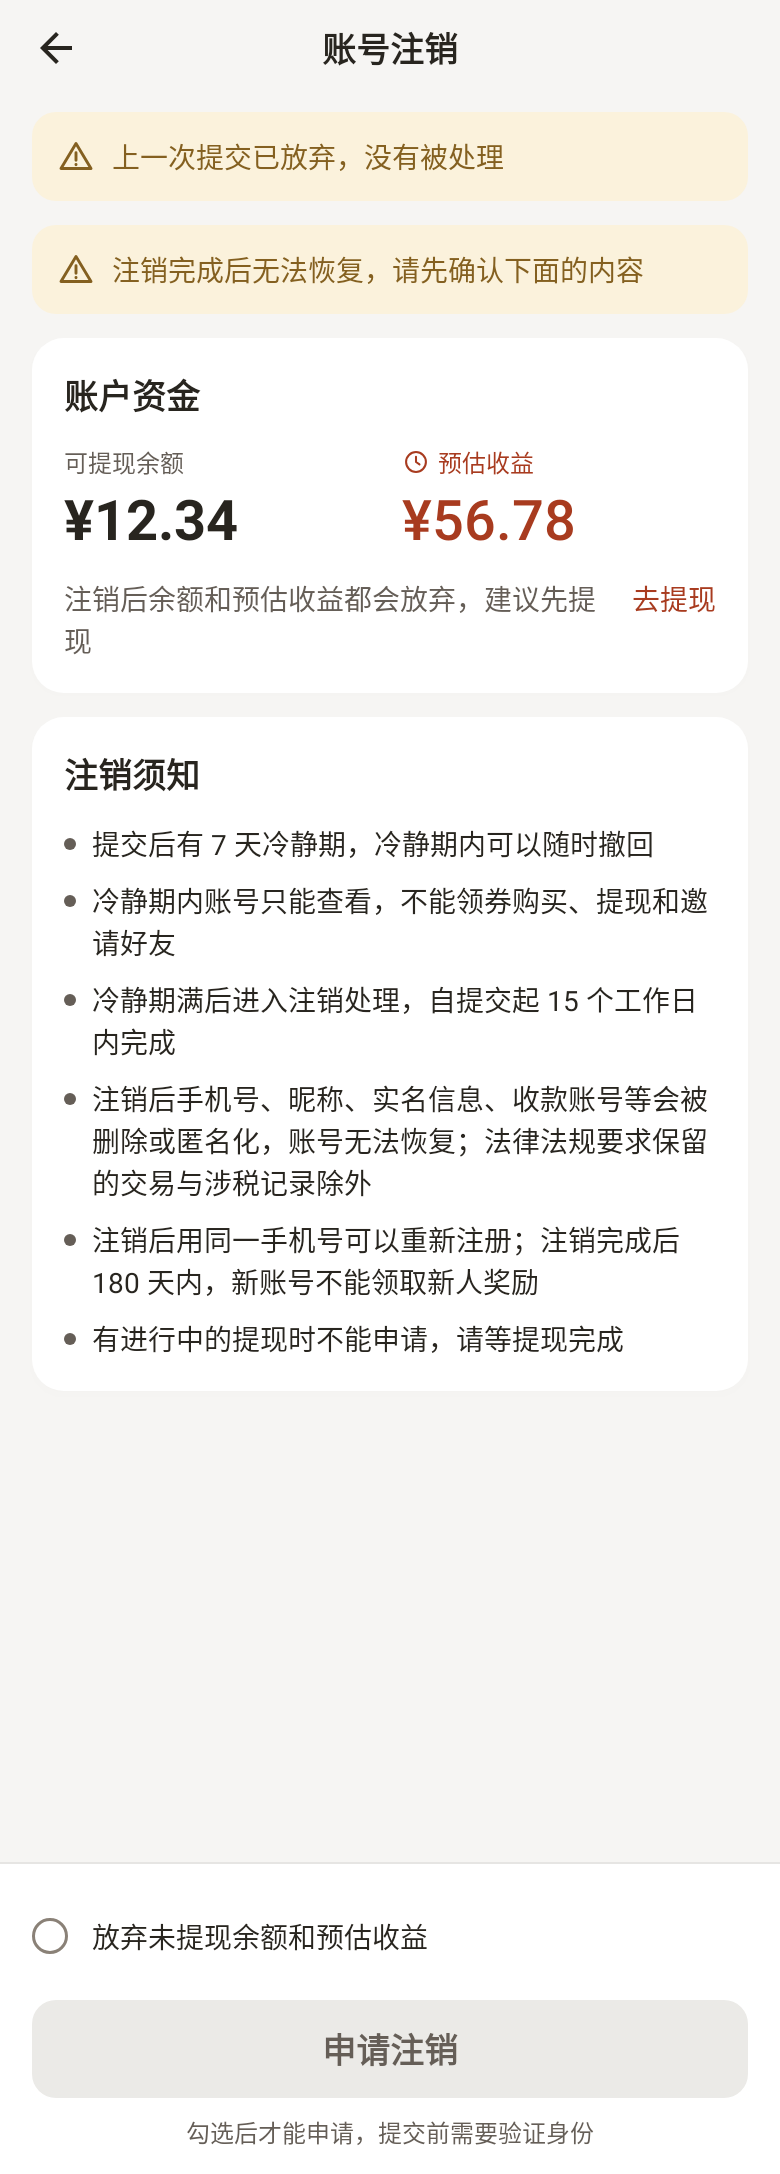 账号注销
上一次提交已放弃，没有被处理
注销完成后无法恢复，请先确认下面的内容
账户资金
可提现余额
预估收益
¥12.34
¥56.78
注销后余额和预估收益都会放弃，建议先提
现
去提现
注销须知
提交后有 7 天冷静期，冷静期内可以随时撤回
冷静期内账号只能查看，不能领券购买、提现和邀
请好友
冷静期满后进入注销处理，自提交起 15 个工作日
内完成
注销后手机号、昵称、实名信息、收款账号等会被
删除或匿名化，账号无法恢复；法律法规要求保留
的交易与涉税记录除外
注销后用同一手机号可以重新注册；注销完成后
180 天内，新账号不能领取新人奖励
有进行中的提现时不能申请，请等提现完成
放弃未提现余额和预估收益
申请注销
勾选后才能申请，提交前需要验证身份